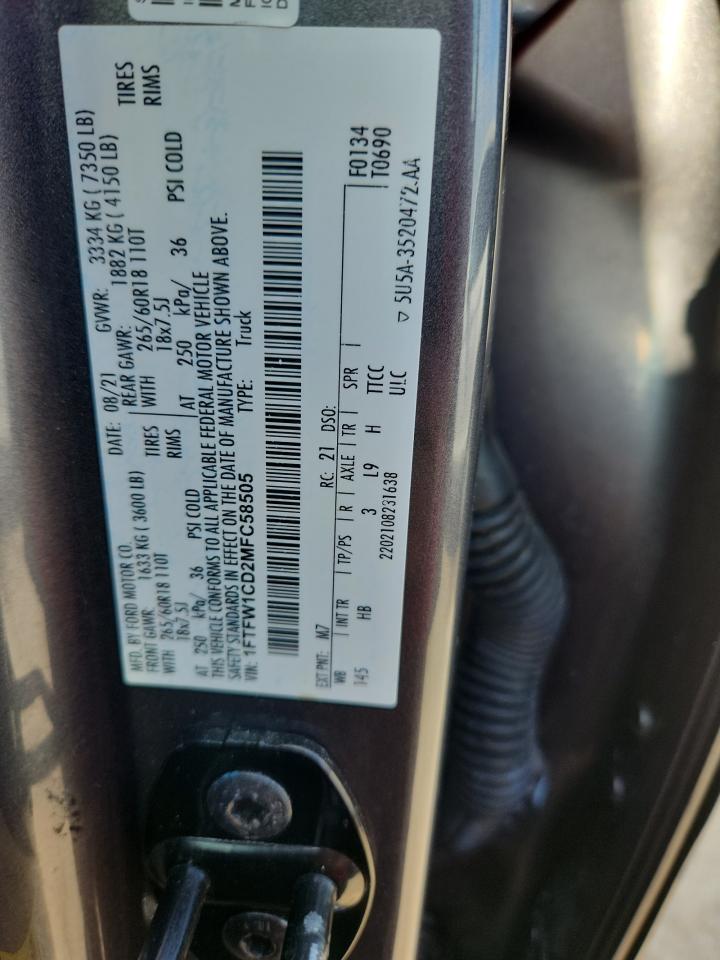 MFD. BY FORD MOTOR CO.
DATE: 08/21 GVWR: 3334 KG ( 7350 LB)
FRONT GAWR: 1633 KG ( 3600 LB)
REAR GAWR: 1882 KG ( 4150 LB)
WITH 265/60R18 110T TIRES
WITH 265/60R18 110T TIRES
18x7.5J RIMS
18x7.5J RIMS
AT 250 kPa/ 36 PSI COLD
AT 250 kPa/ 36 PSI COLD
THIS VEHICLE CONFORMS TO ALL APPLICABLE FEDERAL MOTOR VEHICLE
SAFETY STANDARDS IN EFFECT ON THE DATE OF MANUFACTURE SHOWN ABOVE.
VIN: 1FTFW1CD2MFC58505 TYPE: Truck
EXT PNT: M7 RC: 21 DSO:
WB INT TR TP/PS R AXLE TR SPR F0134
145 HB 3 L9 H TTCC T0690
2202108231638 ULC
5U5A-3520472-AA